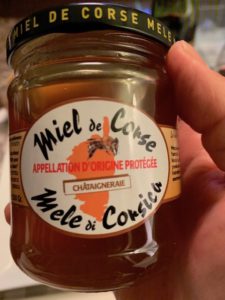 MIEL DE CORSE MELE
Miel de Corse
APPELLATION D'ORIGINE PROTÉGÉE
CHÂTAIGNERAIE
Mele di Corsica